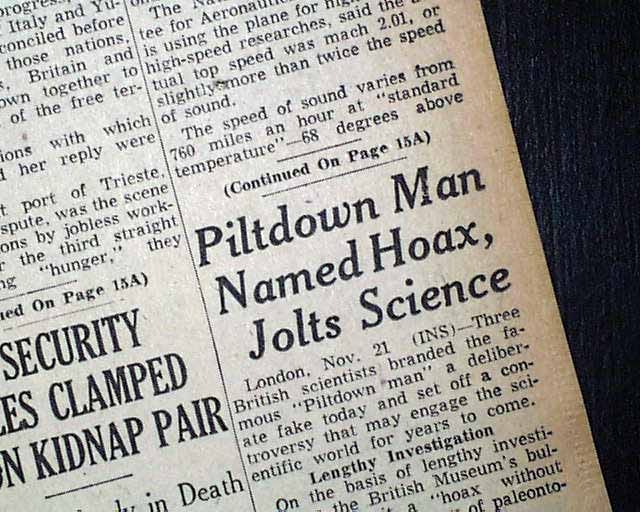 progress
Italy and Yu-
conciled before
those nations,
Britain and
down together to
of the free ter-
ions with which
her reply were
port of Trieste,
spute, was the scene
ons by jobless work-
the third straight
"hunger," they
ued On Page 15A)
SECURITY
ES CLAMPED
ON KIDNAP PAIR
in Death
The
tee for Aeronau
is using the plane for hi
high-speed researches, said the
tual top speed was mach 2.01, or
slightly more than twice the speed
of sound.
The speed of sound varies from
760 miles an hour at "standard
temperature"—68 degrees above
(Continued On Page 15A)
Piltdown Man
Named Hoax,
Jolts Science
London, Nov. 21 (INS)—Three
British scientists branded the fa-
mous "Piltdown man" a deliber-
ate fake today and set off a con-
troversy that may engage the sci-
entific world for years to come.
Lengthy Investigation
On the basis of lengthy investi-
the British Museum's bul-
a "hoax without
of paleonto-